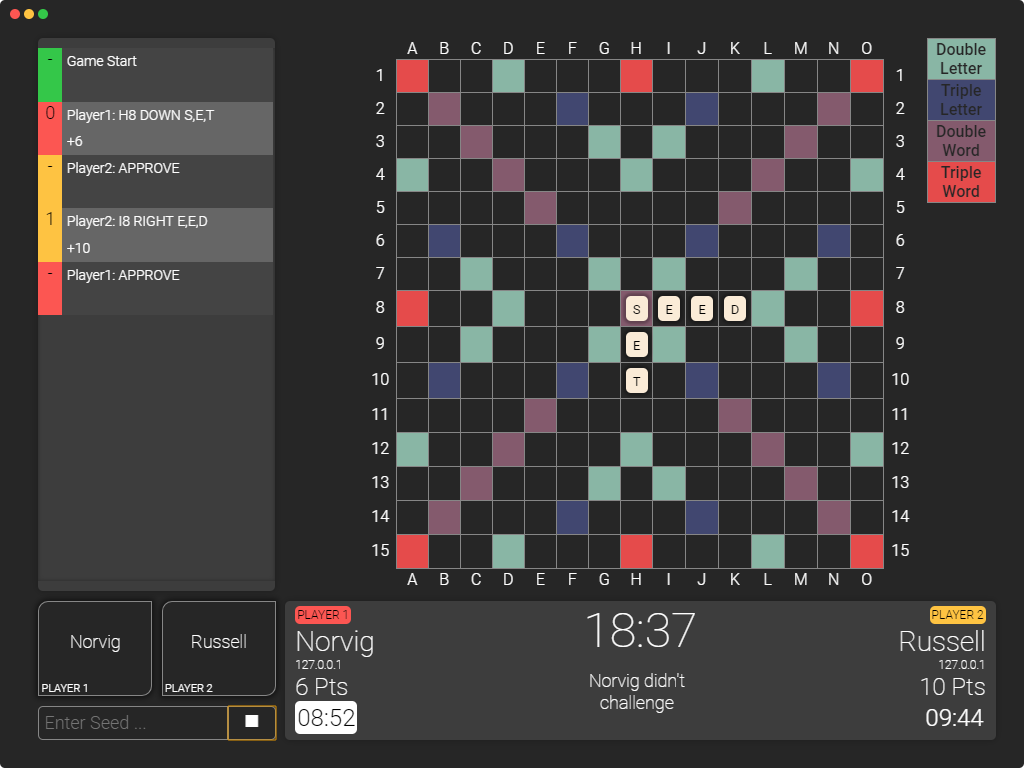 -
Game Start
0
Player1: H8 DOWN S,E,T
+6
-
Player2: APPROVE
1
Player2: I8 RIGHT E,E,D
+10
-
Player1: APPROVE
A B C D E F G H I J K L M N O
1 1
2 2
3 3
4 4
5 5
6 6
7 7
8 S E E D 8
9 E 9
10 T 10
11 11
12 12
13 13
14 14
15 15
A B C D E F G H I J K L M N O
Double
Letter
Triple
Letter
Double
Word
Triple
Word
Norvig
PLAYER 1
Russell
PLAYER 2
Enter Seed ...
PLAYER 1
Norvig
127.0.0.1
6 Pts
08:52
18:37
Norvig didn't
challenge
PLAYER 2
Russell
127.0.0.1
10 Pts
09:44